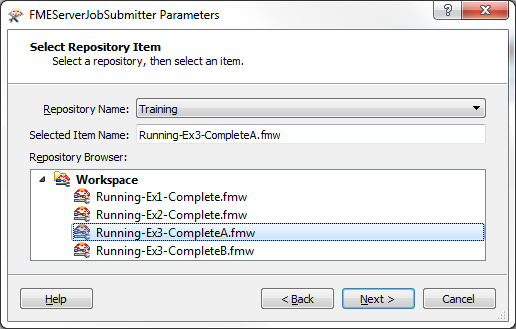 FMEServerJobSubmitter Parameters
?
Select Repository Item
Select a repository, then select an item.
Repository Name: Training
Selected Item Name: Running-Ex3-CompleteA.fmw
Repository Browser:
Workspace
Running-Ex1-Complete.fmw
Running-Ex2-Complete.fmw
Running-Ex3-CompleteA.fmw
Running-Ex3-CompleteB.fmw
Help < Back Next > Cancel